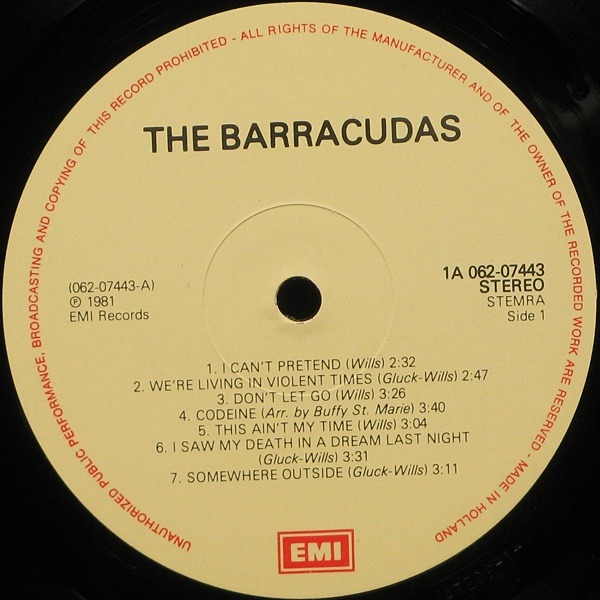 UNAUTHORIZED PUBLIC PERFORMANCE, BROADCASTING AND COPYING OF THIS RECORD PROHIBITED - ALL RIGHTS OF THE MANUFACTURER AND OF THE OWNER OF THE RECORDED WORK ARE RESERVED - MADE IN HOLLAND
THE BARRACUDAS
(062-07443-A)
℗ 1981
EMI Records
1A 062-07443
STEREO
STEMRA
Side 1
1. I CAN'T PRETEND (Wills) 2:32
2. WE'RE LIVING IN VIOLENT TIMES (Gluck-Wills) 2:47
3. DON'T LET GO (Wills) 3:26
4. CODEINE (Arr. by Buffy St. Marie) 3:40
5. THIS AIN'T MY TIME (Wills) 3:04
6. I SAW MY DEATH IN A DREAM LAST NIGHT
(Gluck-Wills) 3:31
7. SOMEWHERE OUTSIDE (Gluck-Wills) 3:11
EMI